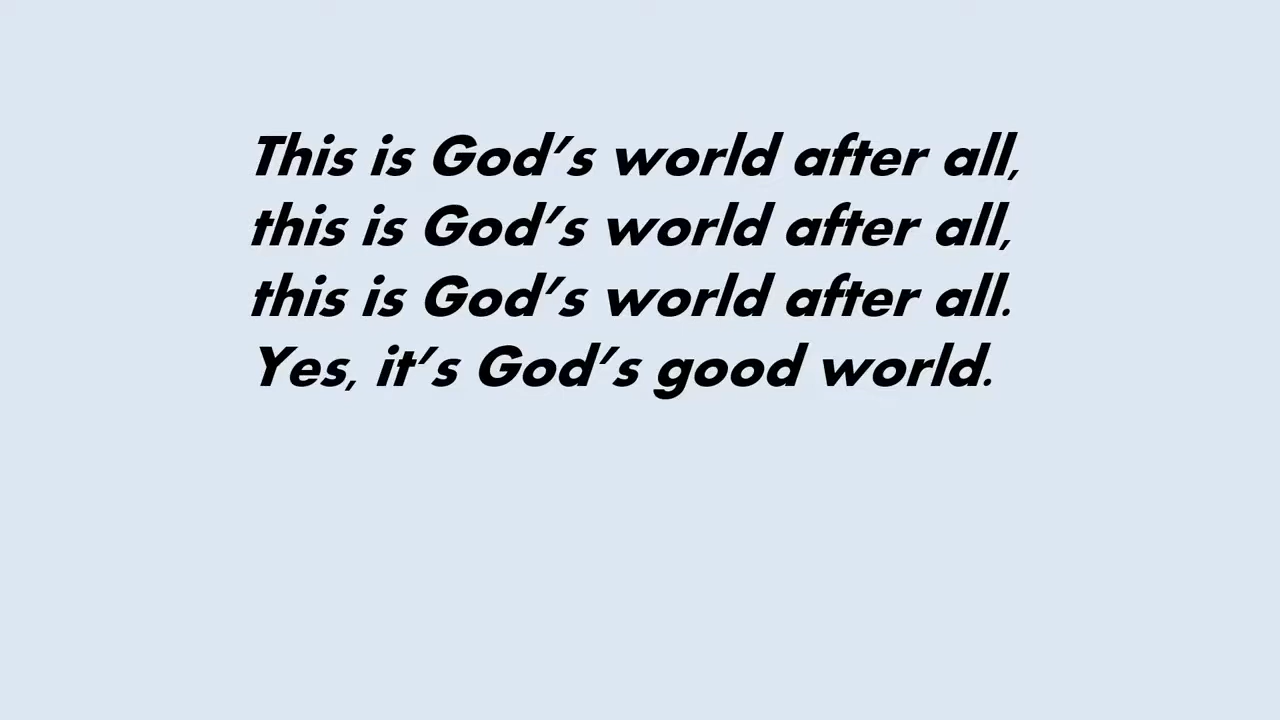 This is God’s world after all,
this is God’s world after all,
this is God’s world after all.
Yes, it’s God’s good world.